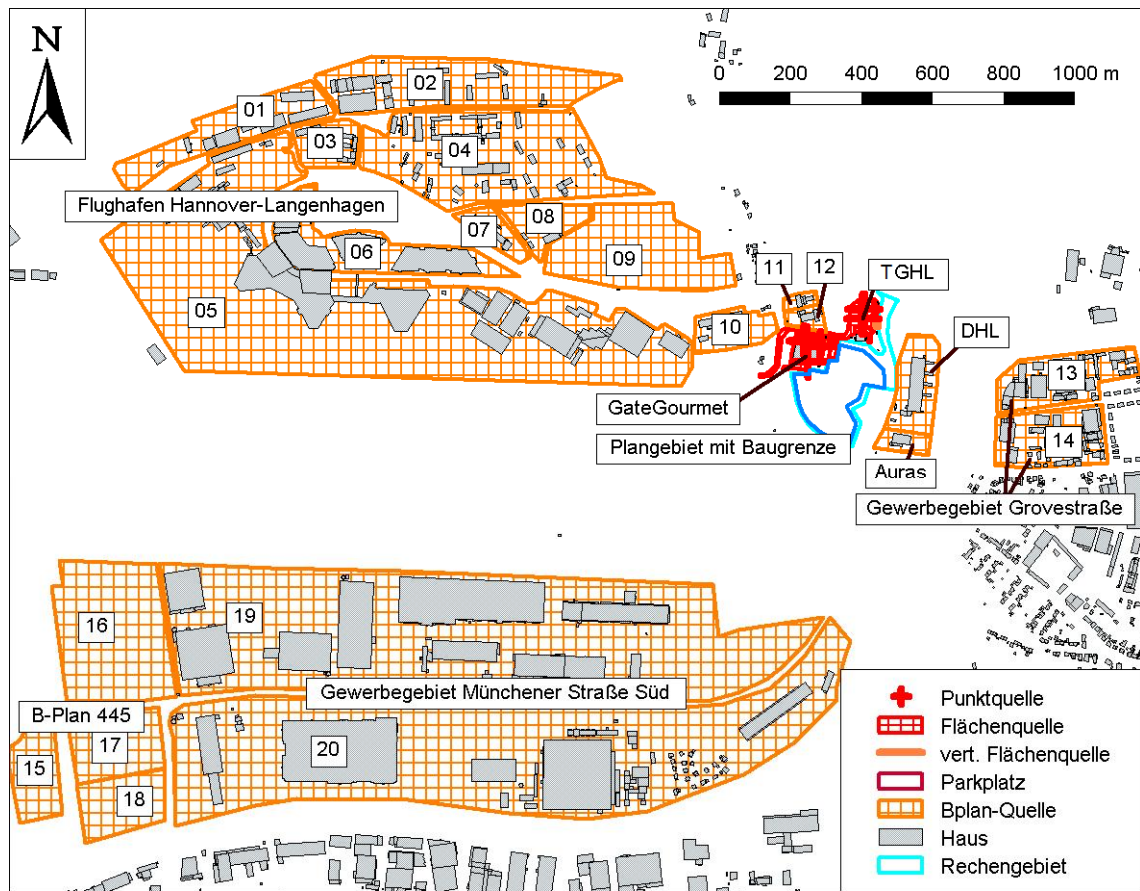 N
0 200 400 600 800 1000 m
01
02
03
04
Flughafen Hannover-Langenhagen
05
06
07
08
09
10
11
12
TGHL
DHL
GateGourmet
Plangebiet mit Baugrenze
Auras
13
14
Gewerbegebiet Grovestraße
16
19
Gewerbegebiet Münchener Straße Süd
B-Plan 445
15
17
18
20
Punktquelle
Flächenquelle
vert. Flächenquelle
Parkplatz
Bplan-Quelle
Haus
Rechengebiet